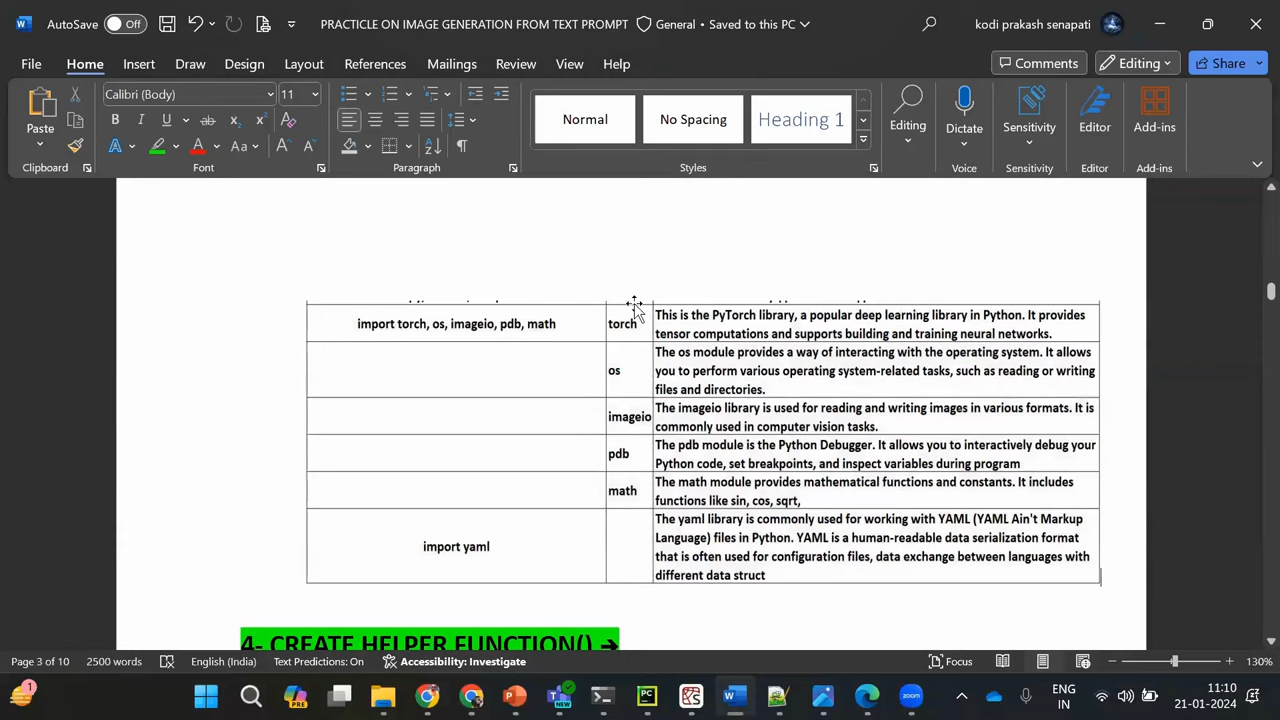 AutoSave Off
PRACTICLE ON IMAGE GENERATION FROM TEXT PROMPT
General • Saved to this PC
kodi prakash senapati
File Home Insert Draw Design Layout References Mailings Review View Help
Comments Editing Share
Paste
Calibri (Body) 11
Normal
No Spacing
Heading 1
Editing
Dictate
Sensitivity
Editor
Add-ins
Clipboard Font Paragraph Styles Voice Sensitivity Editor Add-ins
import torch, os, imageio, pdb, math
torch
This is the PyTorch library, a popular deep learning library in Python. It provides
tensor computations and supports building and training neural networks.
os
The os module provides a way of interacting with the operating system. It allows
you to perform various operating system-related tasks, such as reading or writing
files and directories.
imageio
The imageio library is used for reading and writing images in various formats. It is
commonly used in computer vision tasks.
pdb
The pdb module is the Python Debugger. It allows you to interactively debug your
Python code, set breakpoints, and inspect variables during program
math
The math module provides mathematical functions and constants. It includes
functions like sin, cos, sqrt,
import yaml
The yaml library is commonly used for working with YAML (YAML Ain't Markup
Language) files in Python. YAML is a human-readable data serialization format
that is often used for configuration files, data exchange between languages with
different data struct
4- CREATE HELPER FUNCTION() →
Page 3 of 10 2500 words English (India) Text Predictions: On Accessibility: Investigate Focus 130%
ENG
IN
11:10
21-01-2024